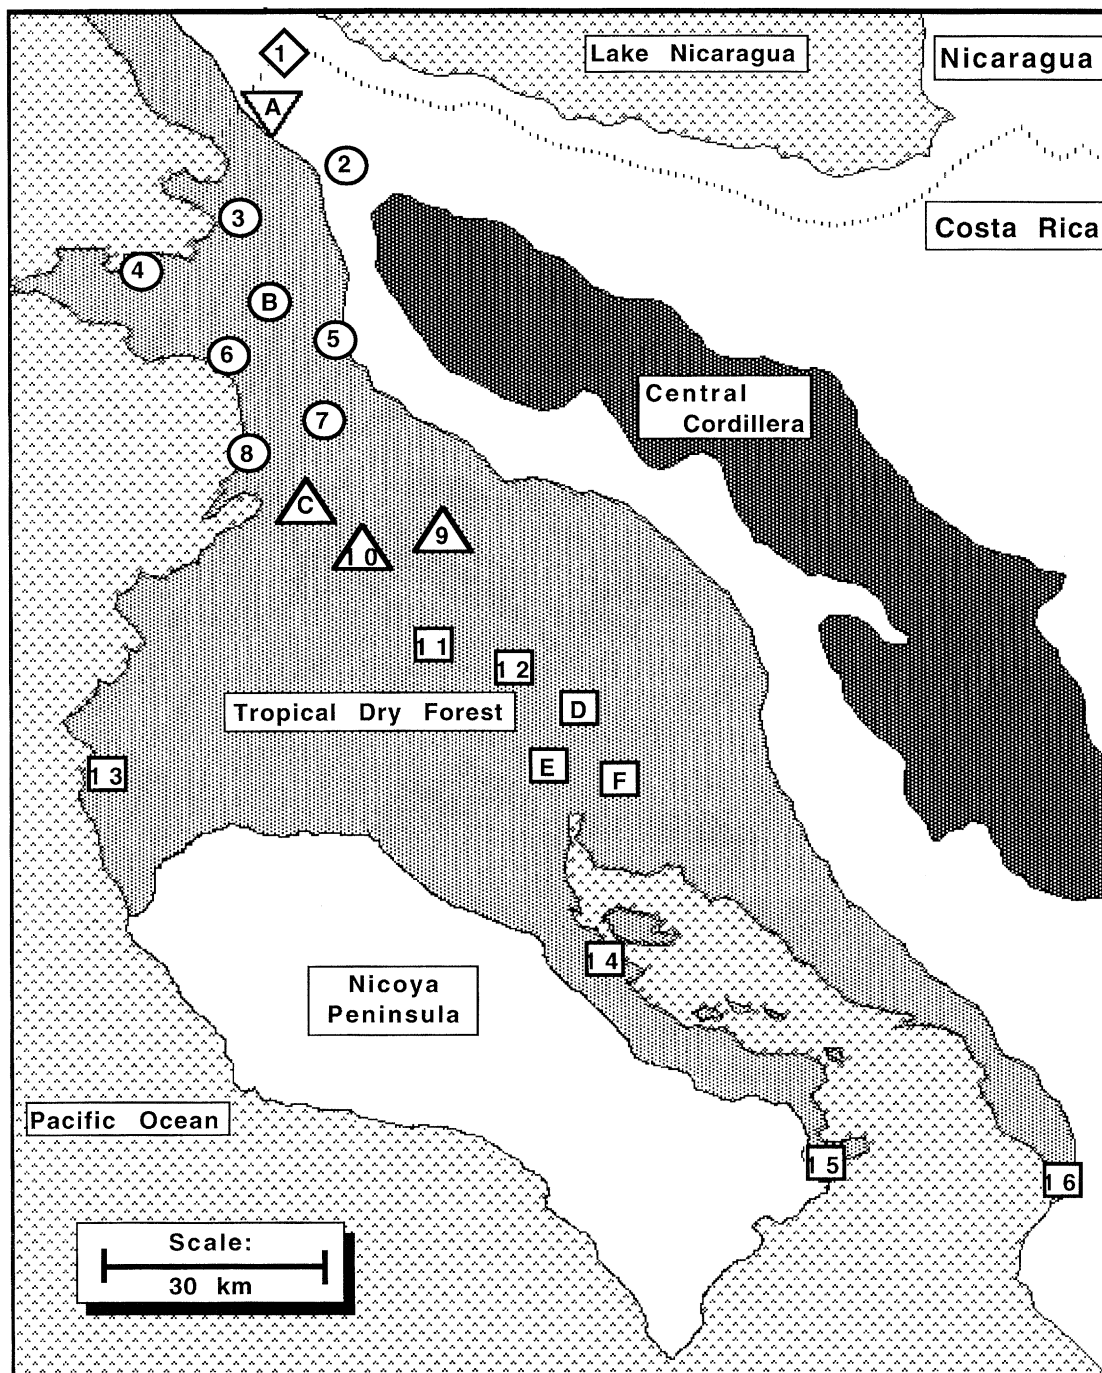 1
Lake Nicaragua
Nicaragua
A
2
3
Costa Rica
4
B
5
6
Central
Cordillera
7
8
C
9
10
11
12
Tropical Dry Forest
D
E
F
13
14
Nicoya
Peninsula
Pacific Ocean
15
16
Scale:
30 km